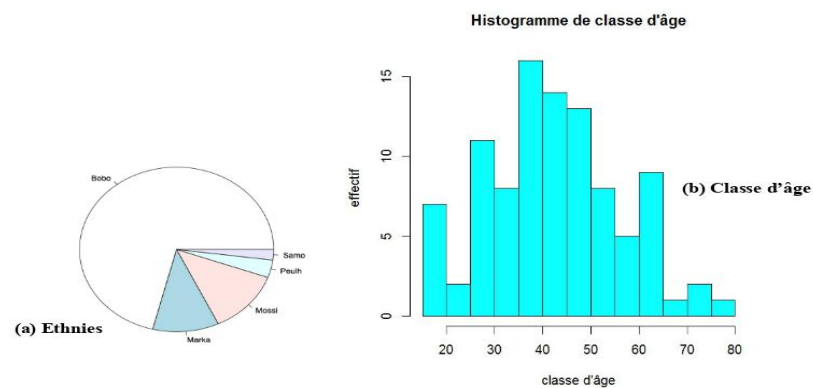 Bobo
Samo
Peulh
Mossi
Marka
(a) Ethnies
Histogramme de classe d'âge
effectif
15
10
5
0
(b) Classe d’âge
20 30 40 50 60 70 80
classe d'âge